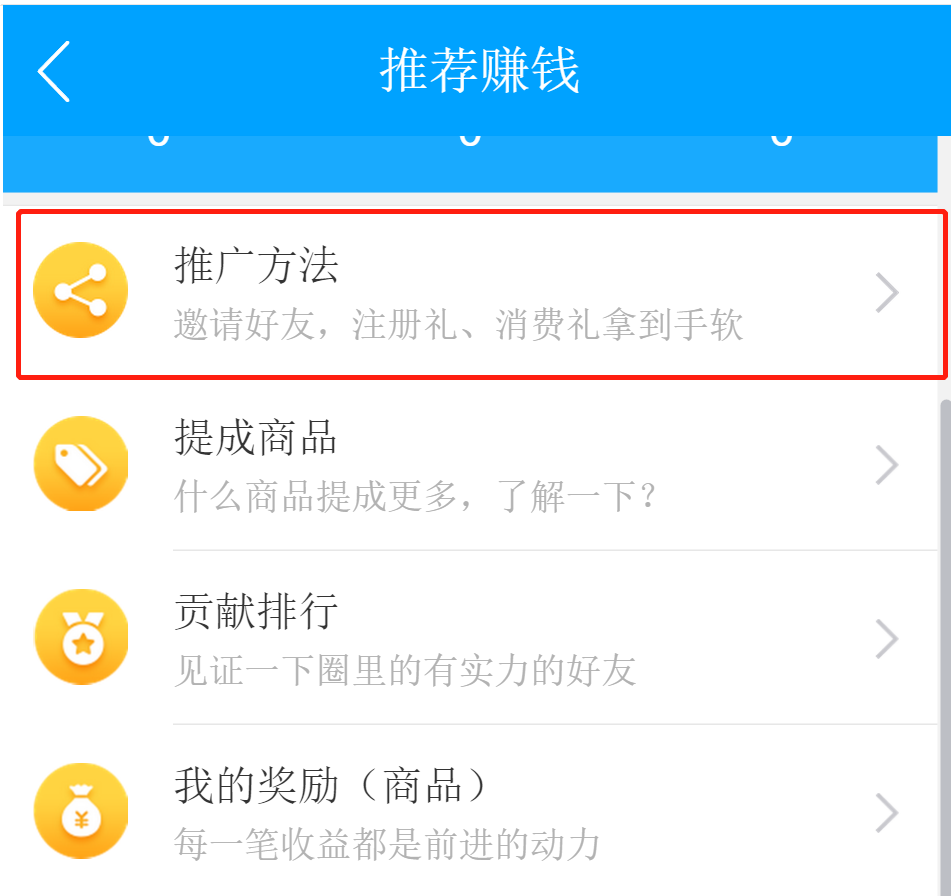 推荐赚钱
推广方法
邀请好友，注册礼、消费礼拿到手软
提成商品
什么商品提成更多，了解一下？
贡献排行
见证一下圈里的有实力的好友
我的奖励（商品）
每一笔收益都是前进的动力